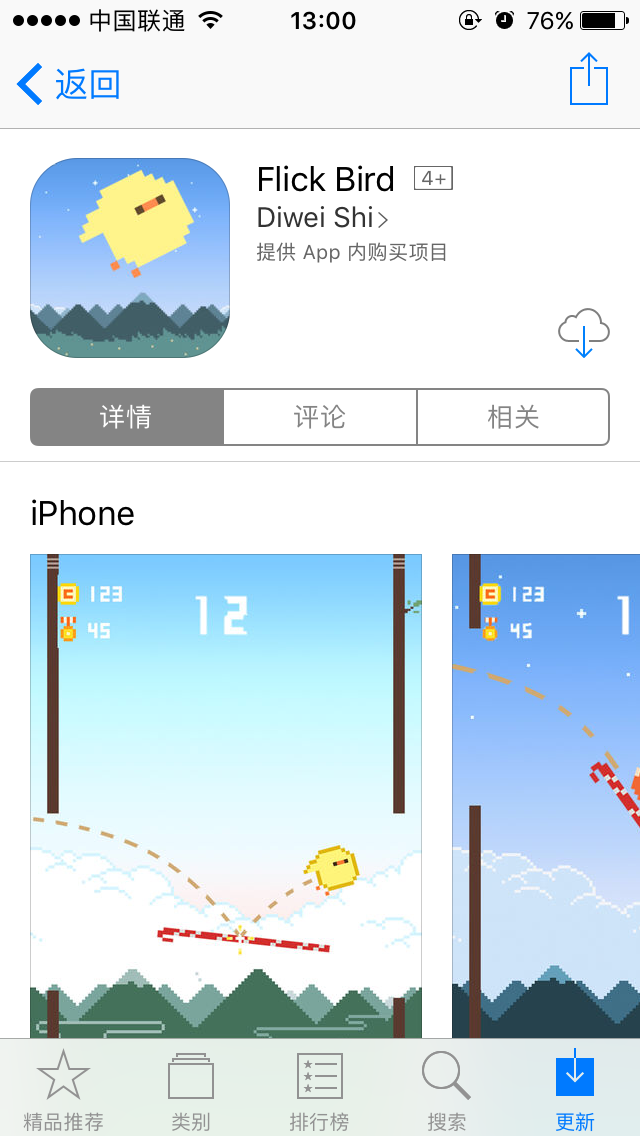 中国联通 13:00 76%
返回
Flick Bird 4+
Diwei Shi
提供 App 内购买项目
详情 评论 相关
iPhone
123 12
45
123 1
45
精品推荐 类别 排行榜 搜索 更新